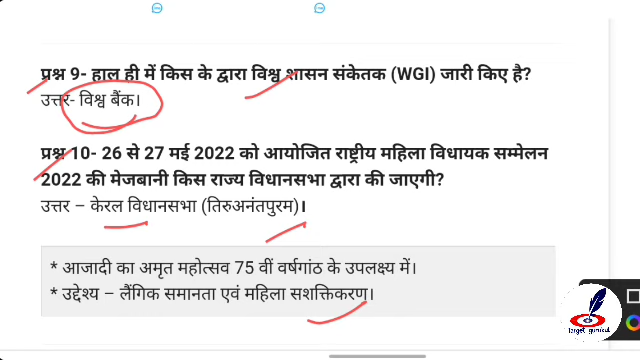 प्रश्न 9- हाल ही में किस के द्वारा विश्व शासन संकेतक (WGI) जारी किए है?
उत्तर- विश्व बैंक।
प्रश्न 10- 26 से 27 मई 2022 को आयोजित राष्ट्रीय महिला विधायक सम्मेलन
2022 की मेजबानी किस राज्य विधानसभा द्वारा की जाएगी?
उत्तर – केरल विधानसभा (तिरुअनंतपुरम)।
* आजादी का अमृत महोत्सव 75 वीं वर्षगांठ के उपलक्ष्य में।
* उद्देश्य – लैंगिक समानता एवं महिला सशक्तिकरण।
target gurukul